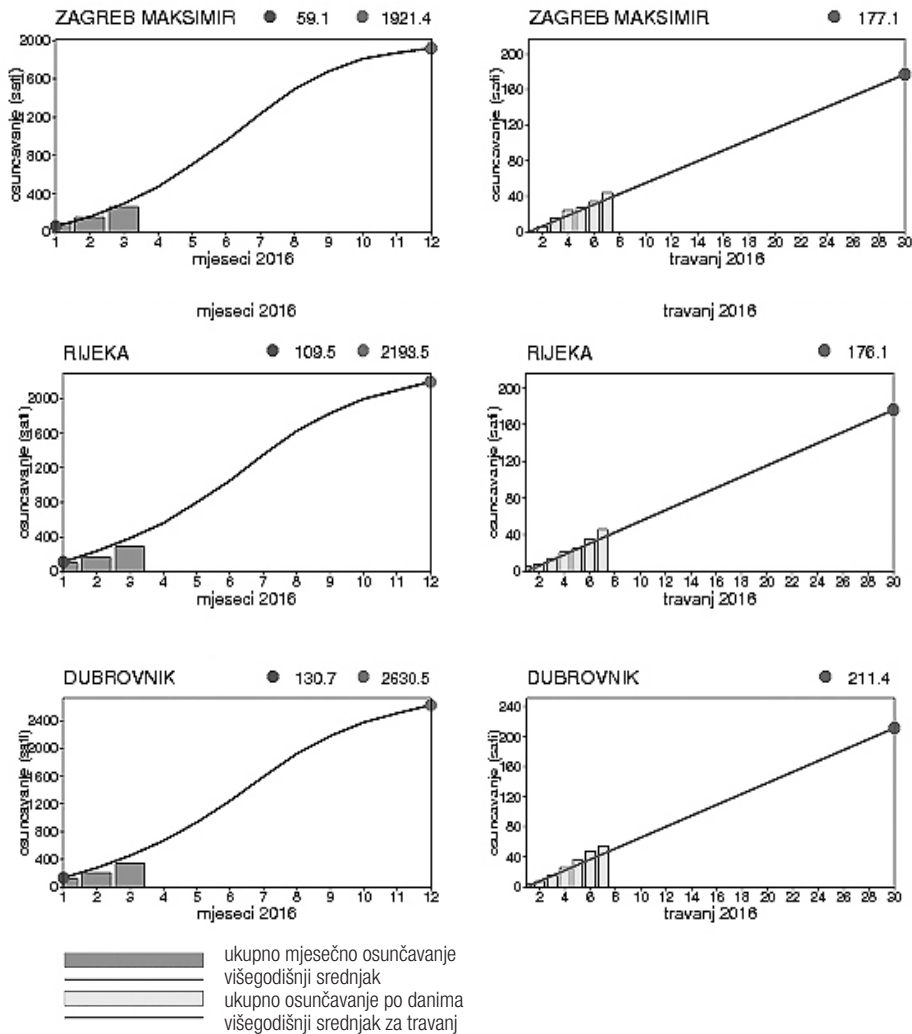 ZAGREB MAKSIMIR 59.1 1921.4
osunčavanje (sati)
2000
1600
1200
800
400
0
1 2 3 4 5 6 7 8 9 10 11 12
mjeseci 2016
177.1
osunčavanje (sati)
200
160
120
80
40
0
2 4 6 8 10 12 14 16 18 20 22 24 26 28 30
travanj 2016
mjeseci 2016
travanj 2016
RIJEKA 109.5 2193.5
osunčavanje (sati)
2000
1600
1200
800
400
0
1 2 3 4 5 6 7 8 9 10 11 12
mjeseci 2016
RIJEKA 176.1
osunčavanje (sati)
200
160
120
80
40
0
2 4 6 8 10 12 14 16 18 20 22 24 26 28 30
travanj 2016
DUBROVNIK 130.7 2630.5
osunčavanje (sati)
2400
2000
1600
1200
800
400
0
1 2 3 4 5 6 7 8 9 10 11 12
mjeseci 2016
DUBROVNIK 211.4
osunčavanje (sati)
240
200
160
120
80
40
0
2 4 6 8 10 12 14 16 18 20 22 24 26 28 30
travanj 2016
ukupno mjesečno osunčavanje
višegodišnji srednjak
ukupno osunčavanje po danima
višegodišnji srednjak za travanj